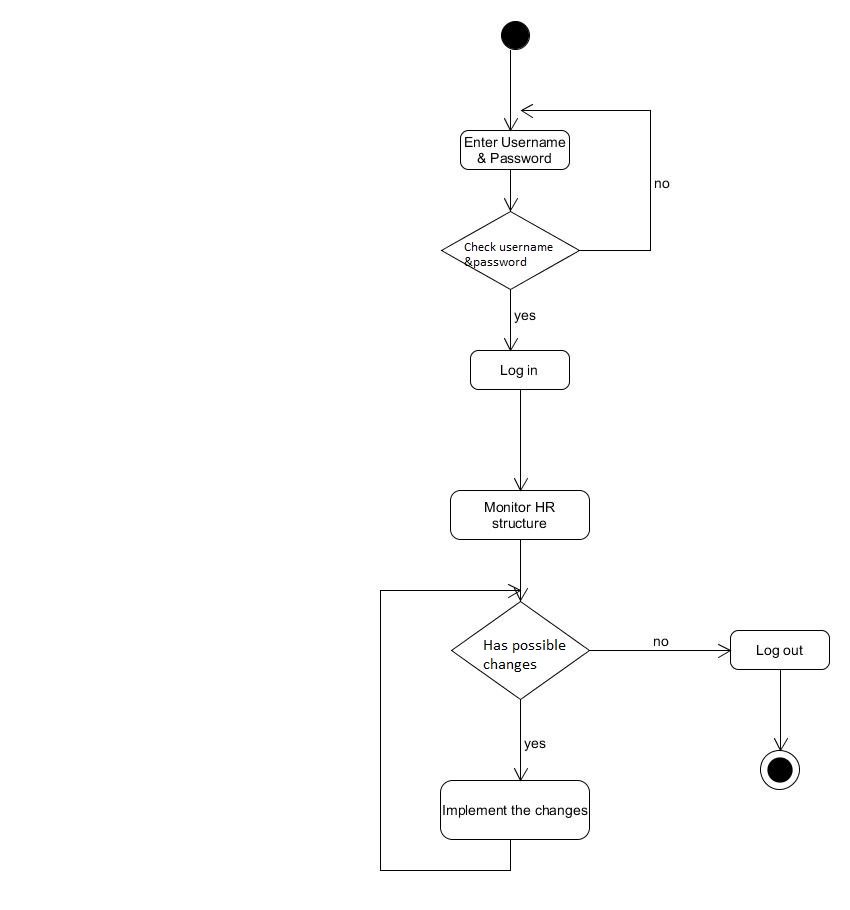 Enter Username
& Password
no
Check username
&password
yes
Log in
Monitor HR
structure
Has possible
changes
no
Log out
yes
Implement the changes